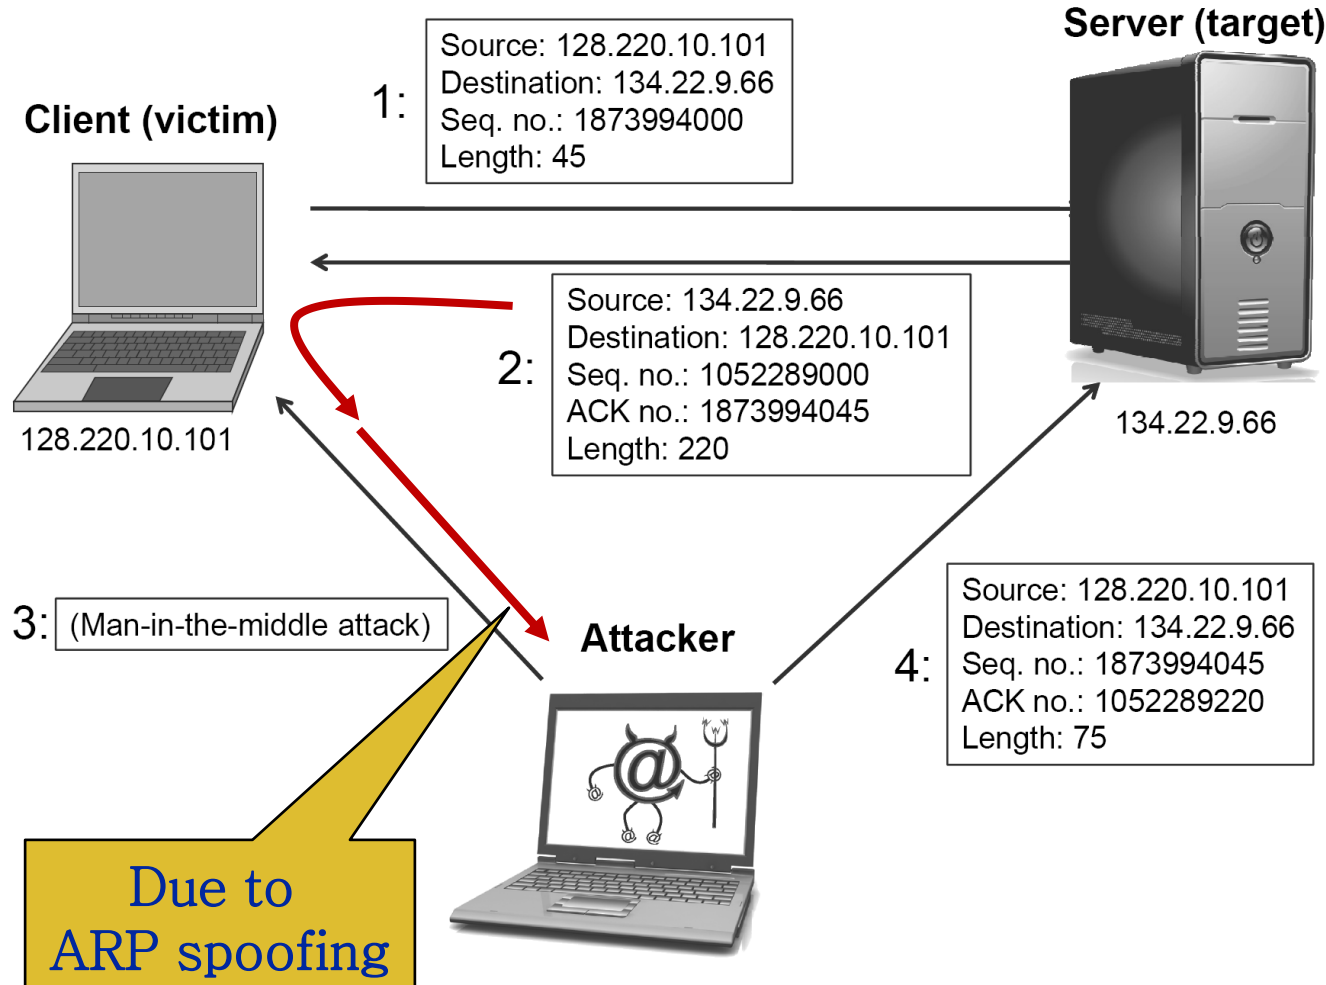 Server (target)
Client (victim)
1:
Source: 128.220.10.101
Destination: 134.22.9.66
Seq. no.: 1873994000
Length: 45
2:
Source: 134.22.9.66
Destination: 128.220.10.101
Seq. no.: 1052289000
ACK no.: 1873994045
Length: 220
128.220.10.101
134.22.9.66
3:
(Man-in-the-middle attack)
Attacker
4:
Source: 128.220.10.101
Destination: 134.22.9.66
Seq. no.: 1873994045
ACK no.: 1052289220
Length: 75
@
Due to
ARP spoofing